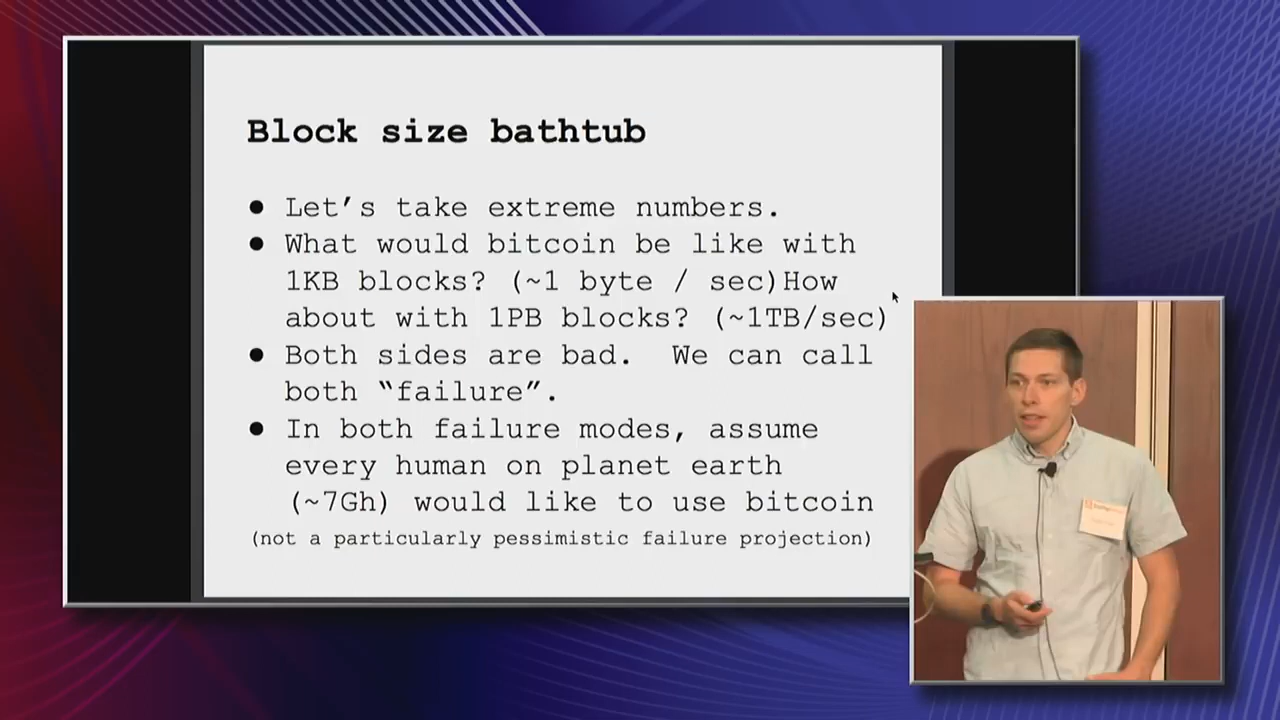 Block size bathtub
● Let’s take extreme numbers.
● What would bitcoin be like with
1KB blocks? (~1 byte / sec)How
about with 1PB blocks? (~1TB/sec)
● Both sides are bad.  We can call
both “failure”.
● In both failure modes, assume
every human on planet earth
(~7Gh) would like to use bitcoin
(not a particularly pessimistic failure projection)